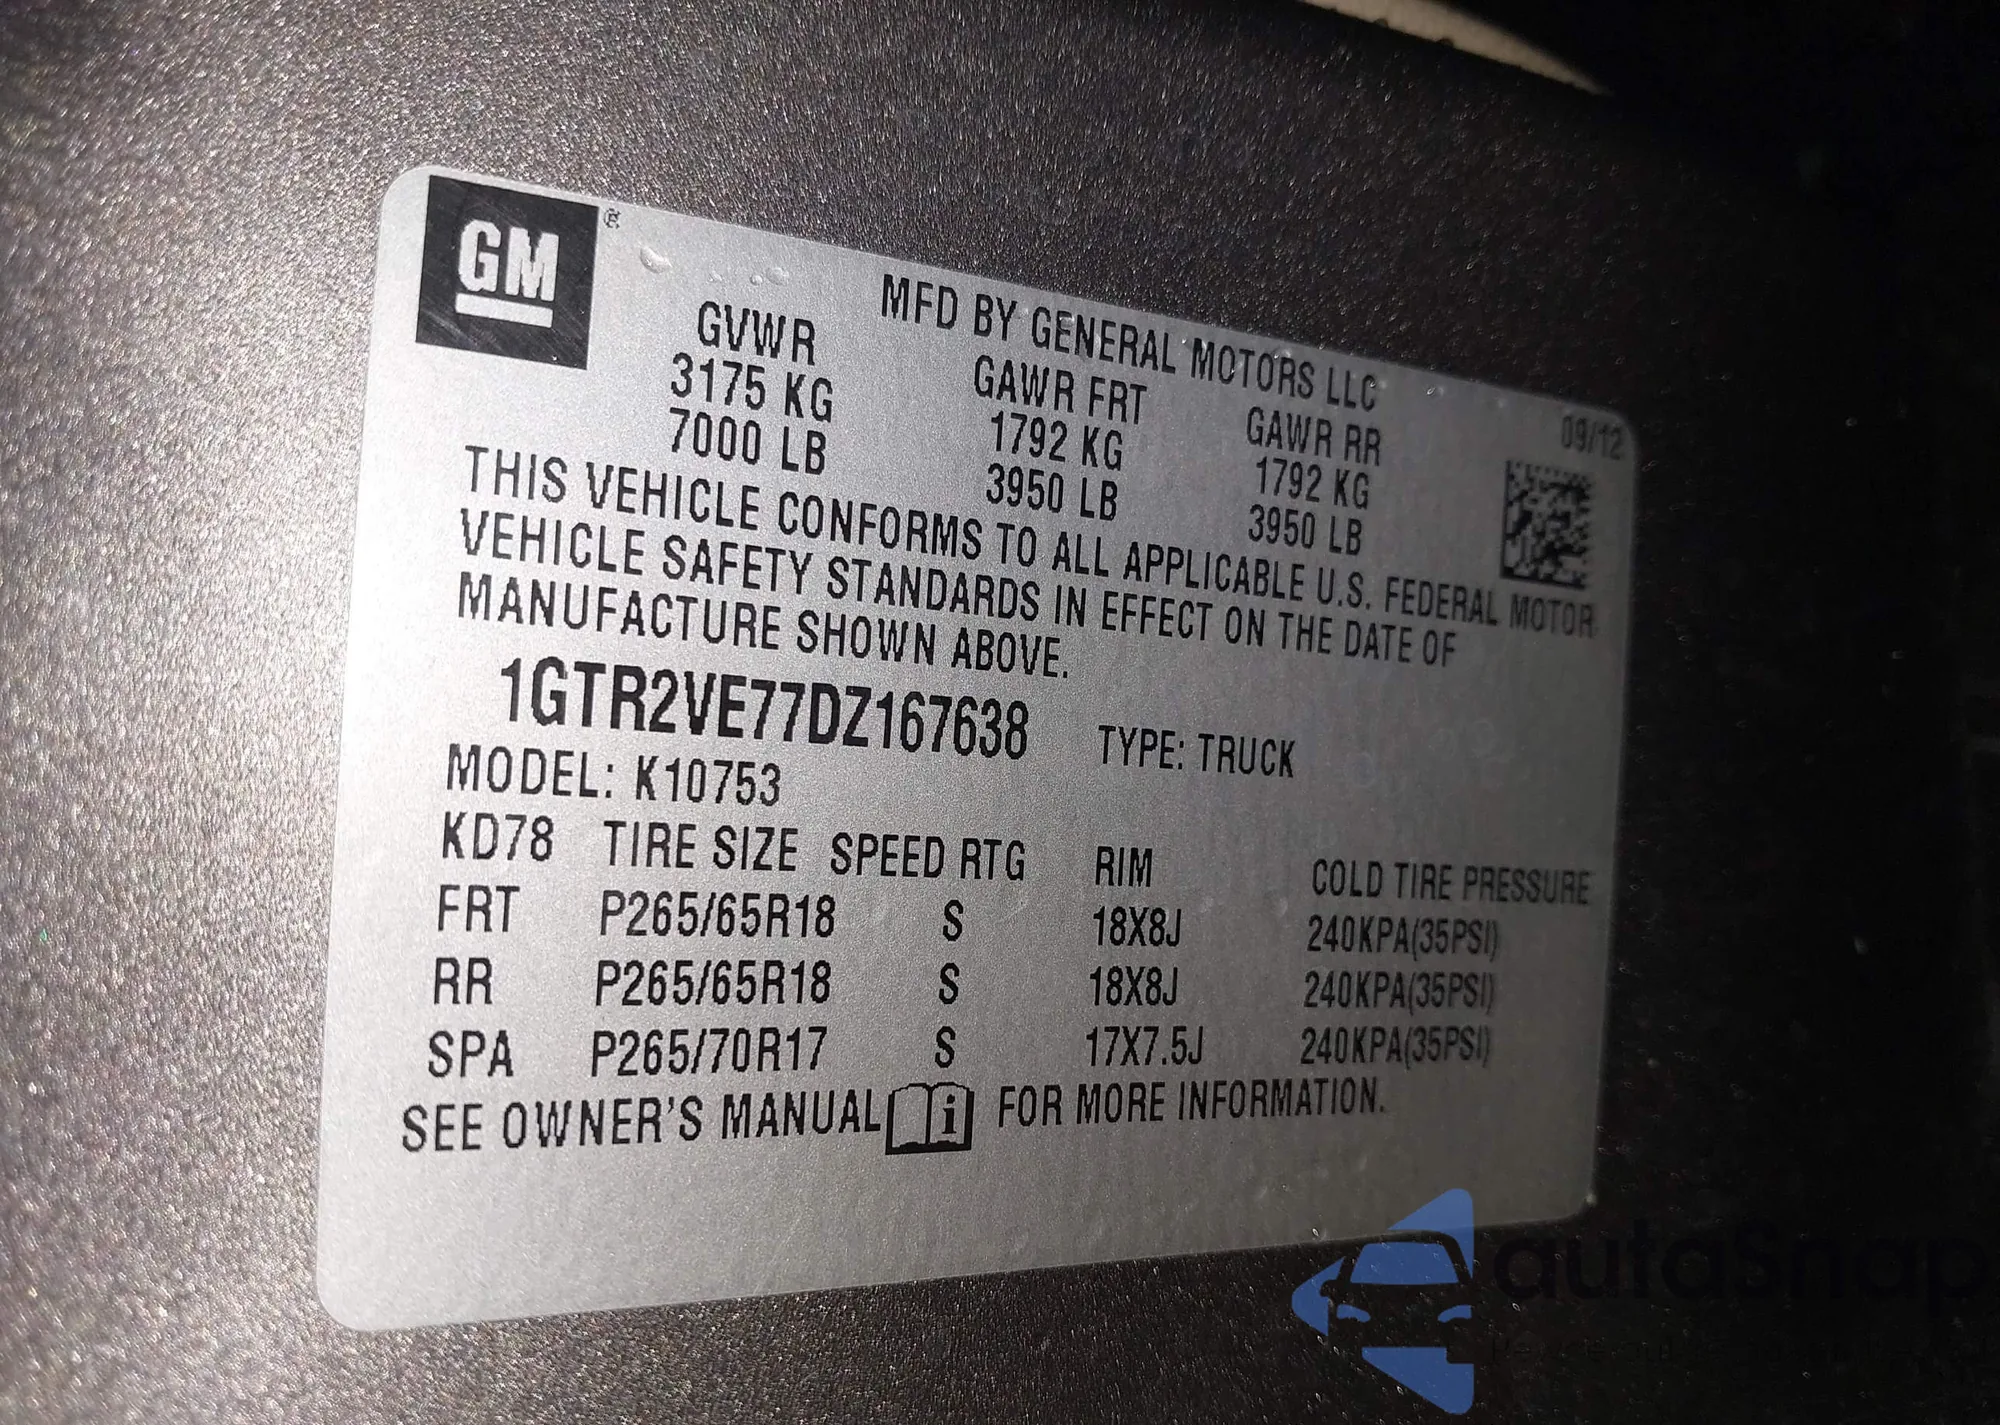 GM ®
MFD BY GENERAL MOTORS LLC
09/12
GVWR GAWR FRT GAWR RR
3175 KG 1792 KG 1792 KG
7000 LB 3950 LB 3950 LB
THIS VEHICLE CONFORMS TO ALL APPLICABLE U.S. FEDERAL MOTOR
VEHICLE SAFETY STANDARDS IN EFFECT ON THE DATE OF
MANUFACTURE SHOWN ABOVE.
1GTR2VE77DZ167638 TYPE: TRUCK
MODEL: K10753
KD78 TIRE SIZE SPEED RTG RIM COLD TIRE PRESSURE
FRT P265/65R18 S 18X8J 240KPA(35PSI)
RR P265/65R18 S 18X8J 240KPA(35PSI)
SPA P265/70R17 S 17X7.5J 240KPA(35PSI)
SEE OWNER'S MANUAL i FOR MORE INFORMATION.
autosnap